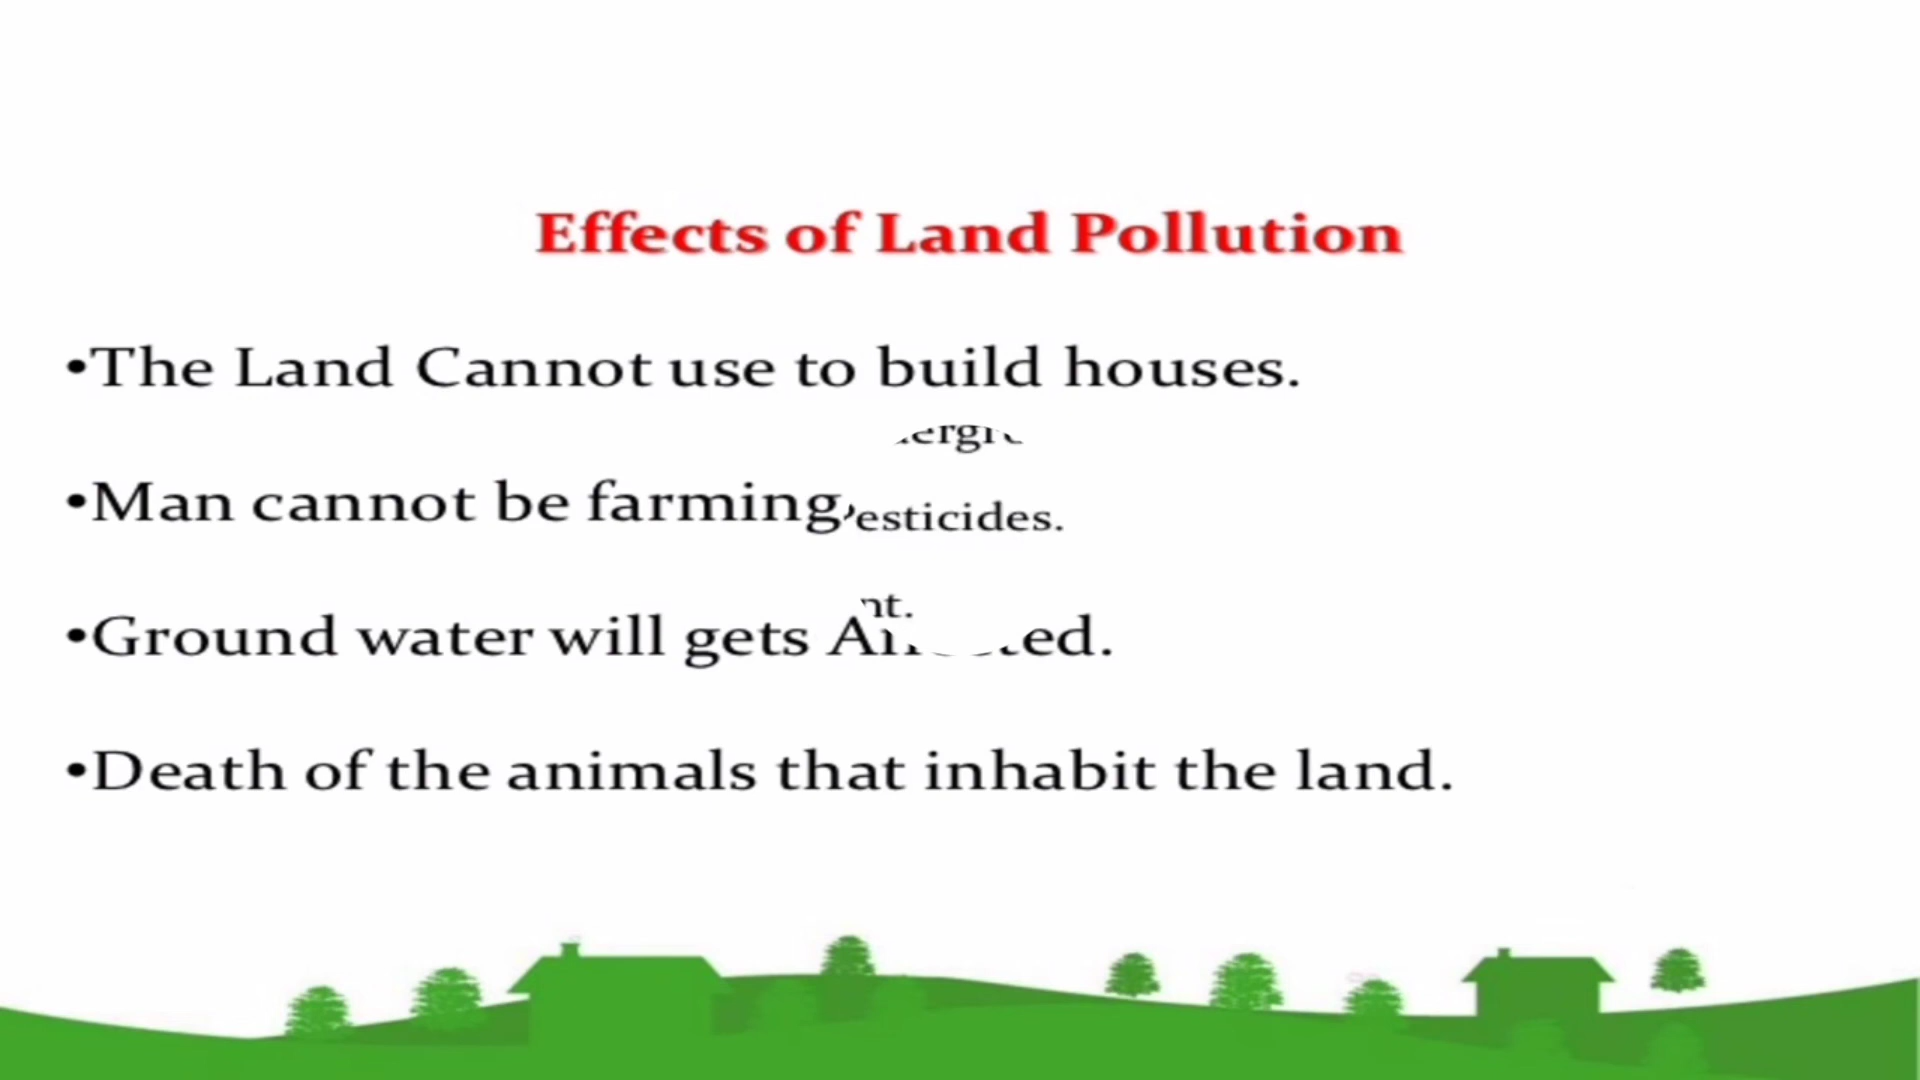 Effects of Land Pollution
•The Land Cannot use to build houses.
•Man cannot be farming
esticides.
•Ground water will gets
•Death of the animals that inhabit the land.